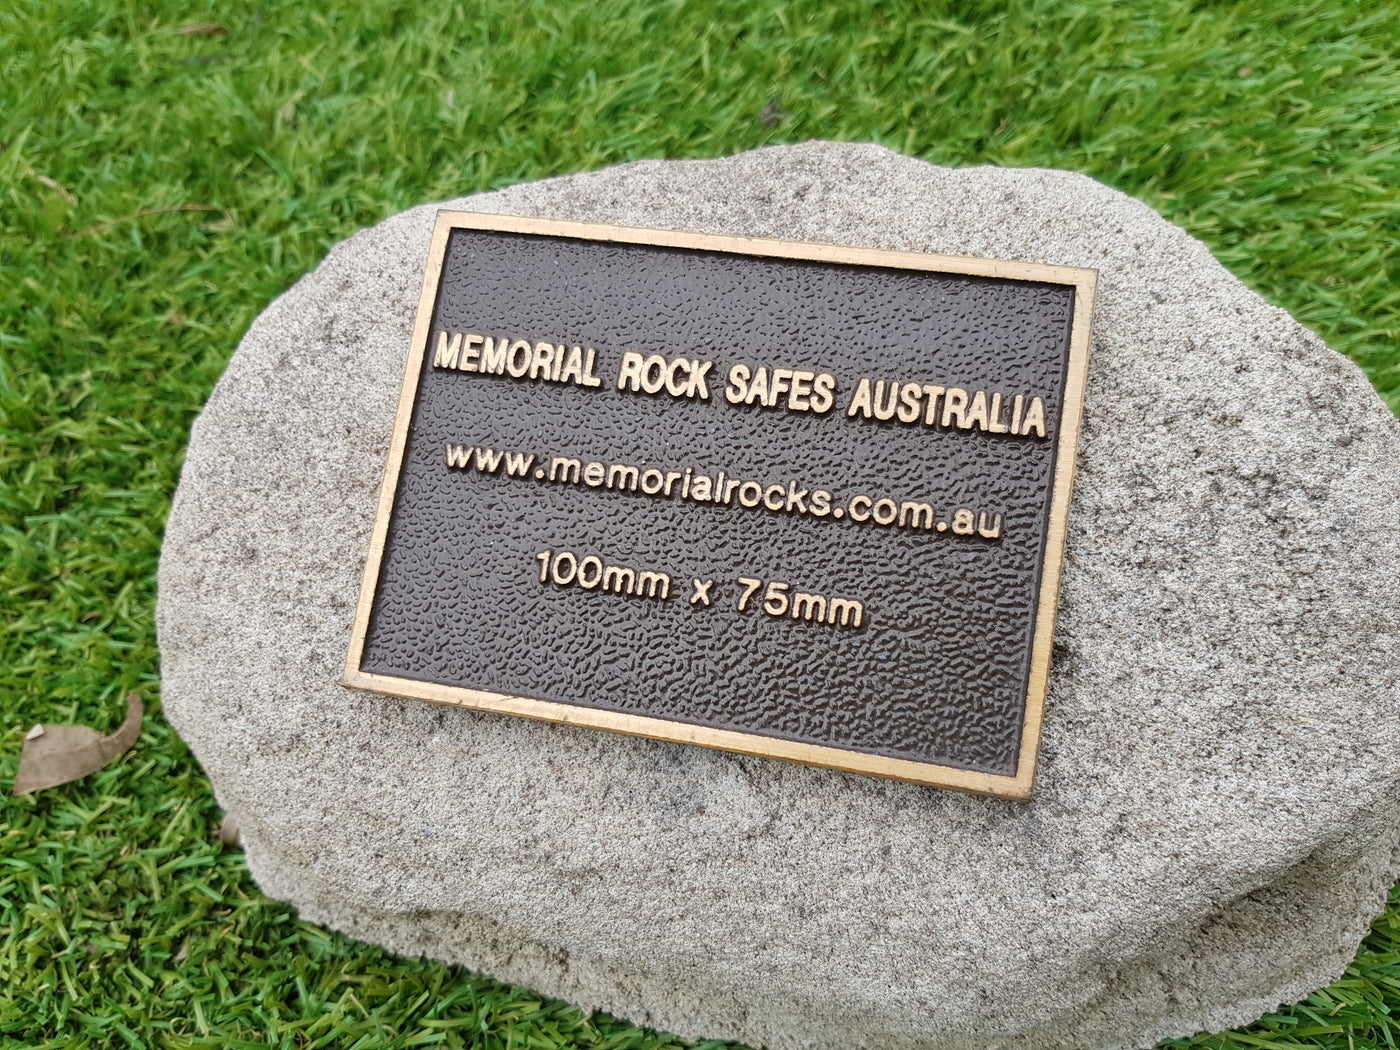 MEMORIAL ROCK SAFES AUSTRALIA
www.memorialrocks.com.au
100mm x 75mm